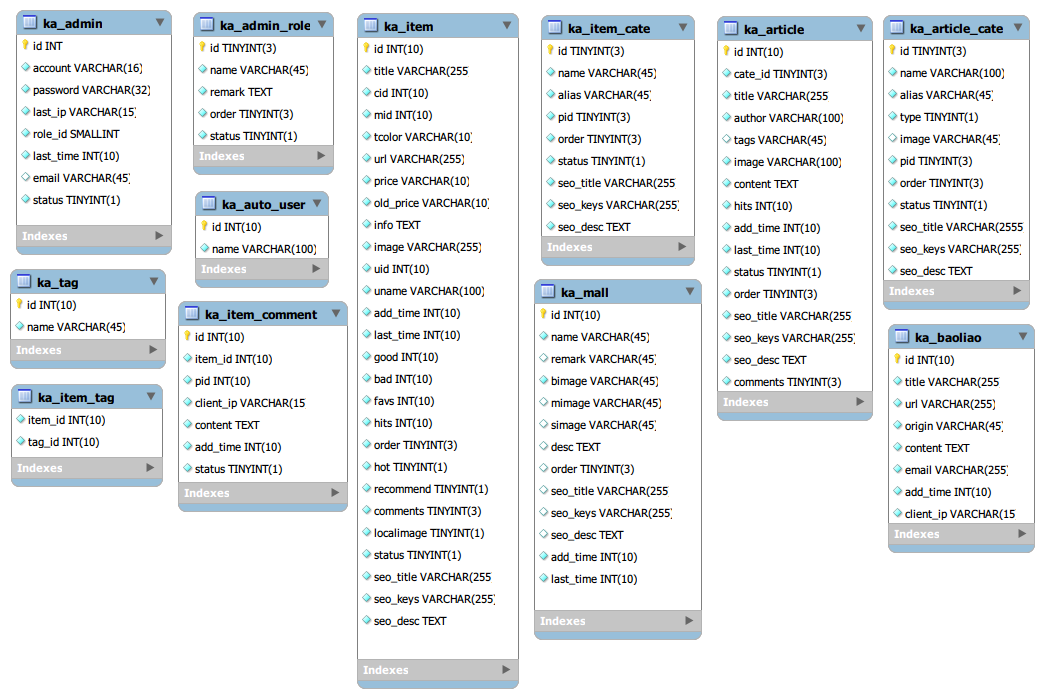 ka_admin
id INT
account VARCHAR(16)
password VARCHAR(32)
last_ip VARCHAR(15)
role_id SMALLINT
last_time INT(10)
email VARCHAR(45)
status TINYINT(1)
Indexes
ka_tag
id INT(10)
name VARCHAR(45)
Indexes
ka_item_tag
item_id INT(10)
tag_id INT(10)
Indexes
ka_admin_role
id TINYINT(3)
name VARCHAR(45)
remark TEXT
order TINYINT(3)
status TINYINT(1)
Indexes
ka_auto_user
id INT(10)
name VARCHAR(100)
Indexes
ka_item_comment
id INT(10)
item_id INT(10)
pid INT(10)
client_ip VARCHAR(15
content TEXT
add_time INT(10)
status TINYINT(1)
Indexes
ka_item
id INT(10)
title VARCHAR(255
cid INT(10)
mid INT(10)
tcolor VARCHAR(10)
url VARCHAR(255)
price VARCHAR(10)
old_price VARCHAR(10)
info TEXT
image VARCHAR(255)
uid INT(10)
uname VARCHAR(100)
add_time INT(10)
last_time INT(10)
good INT(10)
bad INT(10)
favs INT(10)
hits INT(10)
order TINYINT(3)
hot TINYINT(1)
recommend TINYINT(1)
comments TINYINT(3)
localimage TINYINT(1)
status TINYINT(1)
seo_title VARCHAR(255
seo_keys VARCHAR(255)
seo_desc TEXT
Indexes
ka_item_cate
id TINYINT(3)
name VARCHAR(45)
alias VARCHAR(45)
pid TINYINT(3)
order TINYINT(3)
status TINYINT(1)
seo_title VARCHAR(255
seo_keys VARCHAR(255)
seo_desc TEXT
Indexes
ka_mall
id INT(10)
name VARCHAR(45)
remark VARCHAR(45)
bimage VARCHAR(45)
mimage VARCHAR(45)
simage VARCHAR(45)
desc TEXT
order TINYINT(3)
seo_title VARCHAR(255
seo_keys VARCHAR(255)
seo_desc TEXT
add_time INT(10)
last_time INT(10)
Indexes
ka_article
id INT(10)
cate_id TINYINT(3)
title VARCHAR(255
author VARCHAR(100)
tags VARCHAR(45)
image VARCHAR(100)
content TEXT
hits INT(10)
add_time INT(10)
last_time INT(10)
status TINYINT(1)
order TINYINT(3)
seo_title VARCHAR(255
seo_keys VARCHAR(255)
seo_desc TEXT
comments TINYINT(3)
Indexes
ka_article_cate
id TINYINT(3)
name VARCHAR(100)
alias VARCHAR(45)
type TINYINT(1)
image VARCHAR(45)
pid TINYINT(3)
order TINYINT(3)
status TINYINT(1)
seo_title VARCHAR(2555
seo_keys VARCHAR(255)
seo_desc TEXT
Indexes
ka_baoliao
id INT(10)
title VARCHAR(255
url VARCHAR(255)
origin VARCHAR(45)
content TEXT
email VARCHAR(255)
add_time INT(10)
client_ip VARCHAR(15
Indexes